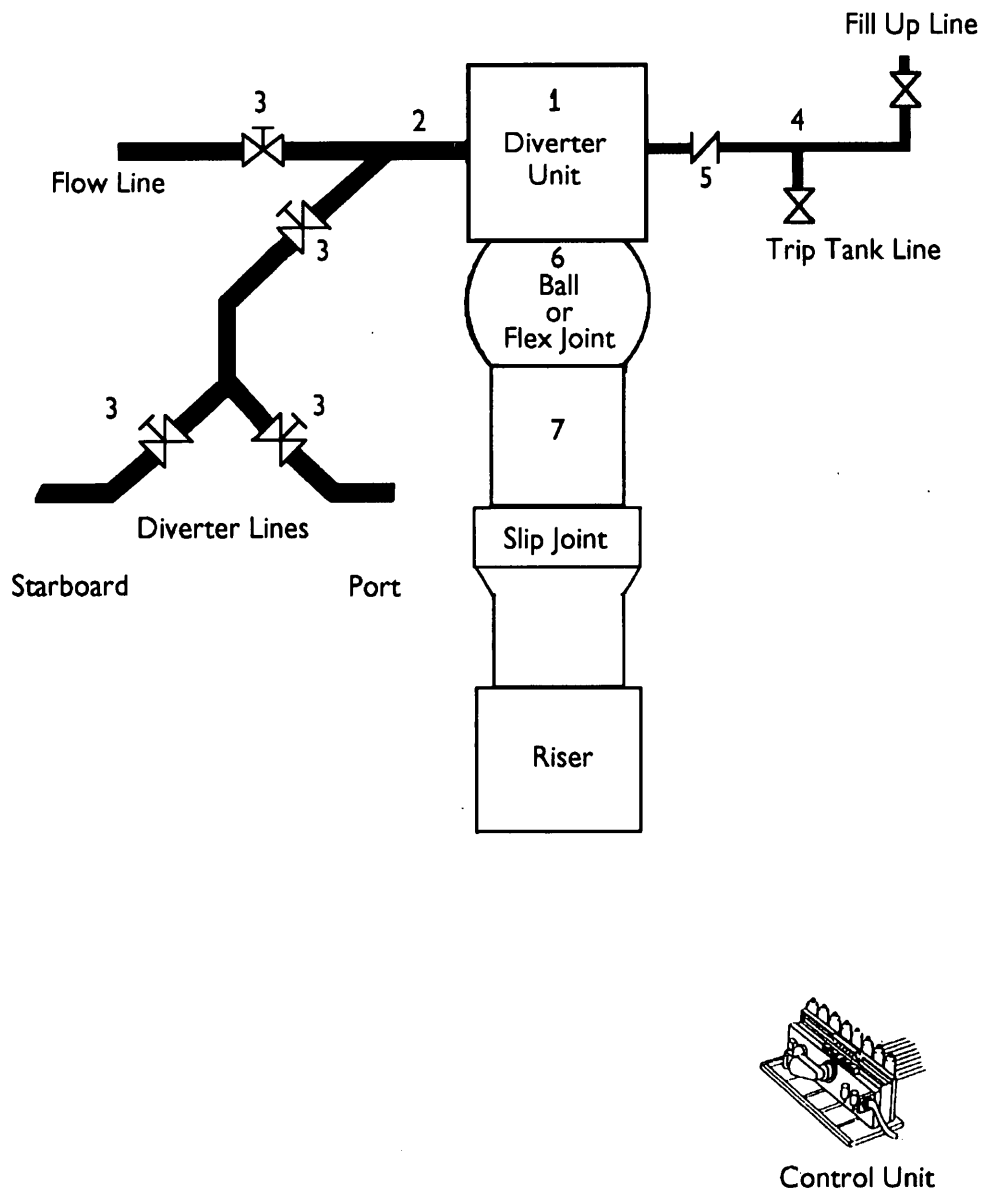 Fill Up Line
3
2
1
4
Diverter
Unit
5
Flow Line
3
Trip Tank Line
6
Ball
or
Flex Joint
3
3
7
Diverter Lines
Slip Joint
Starboard
Port
Riser
Control Unit